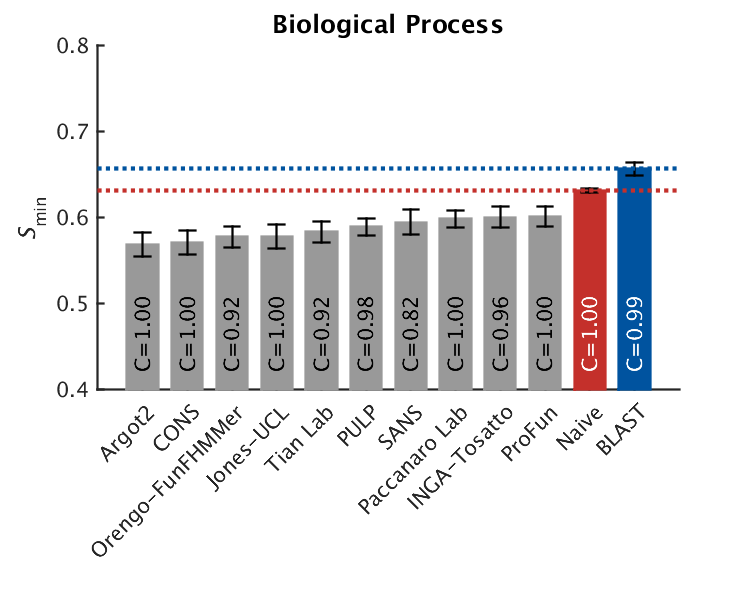 Biological Process
0.8
0.7
0.6
0.5
0.4
Smin
C=1.00
C=1.00
C=0.92
C=1.00
C=0.92
C=0.98
C=0.82
C=1.00
C=0.96
C=1.00
C=1.00
C=0.99
Argot2
CONS
Orengo-FunFHMMer
Jones-UCL
Tian Lab
PULP
SANS
Paccanaro Lab
INGA-Tosatto
ProFun
Naive
BLAST